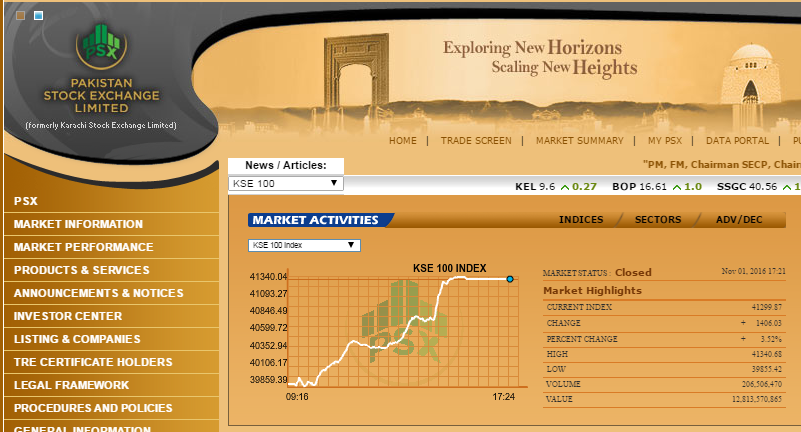 PSX
PAKISTAN
STOCK EXCHANGE
LIMITED
(formerly Karachi Stock Exchange Limited)
Exploring New Horizons
Scaling New Heights
HOME | TRADE SCREEN | MARKET SUMMARY | MY PSX | DATA PORTAL |
News / Articles:
"PM, FM, Chairman SECP, Chair
KSE 100
KEL 9.6 0.27 BOP 16.61 1.0 SSGC 40.56 1
PSX
MARKET INFORMATION
MARKET PERFORMANCE
PRODUCTS & SERVICES
ANNOUNCEMENTS & NOTICES
INVESTOR CENTER
LISTING & COMPANIES
TRE CERTIFICATE HOLDERS
LEGAL FRAMEWORK
PROCEDURES AND POLICIES
GENERAL INFORMATION
MARKET ACTIVITIES
INDICES / SECTORS / ADV/DEC
KSE 100 Index
KSE 100 INDEX
41340.04
41093.27
40846.49
40599.72
40352.94
40106.17
39859.39
PSX
09:16 17:24
MARKET STATUS : Closed Nov 01, 2016 17:21
Market Highlights
CURRENT INDEX 41299.87
CHANGE + 1406.03
PERCENT CHANGE + 3.52%
HIGH 41340.68
LOW 39855.42
VOLUME 206,506,470
VALUE 12,813,570,865